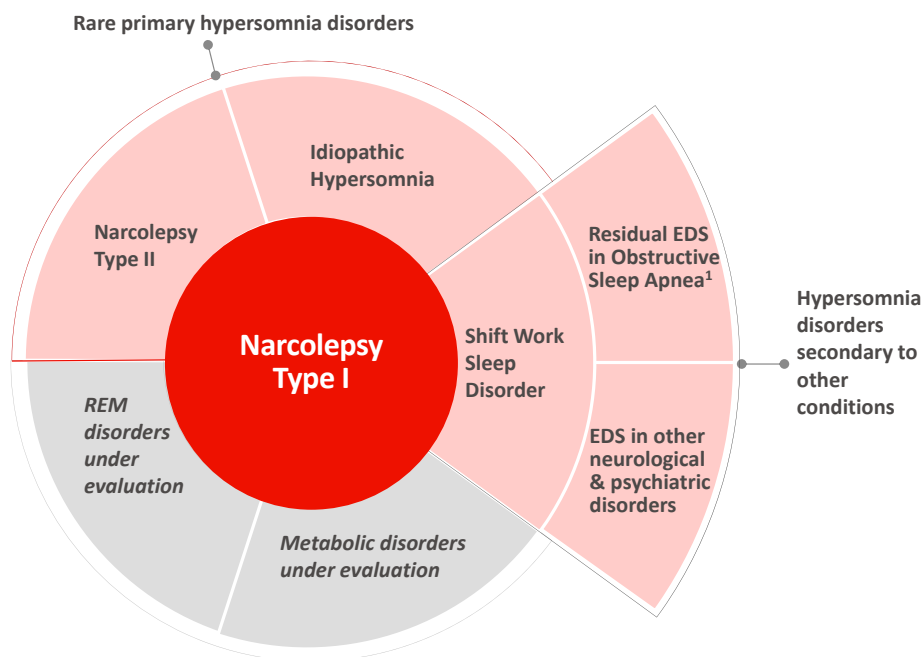 Rare primary hypersomnia disorders
Idiopathic
Hypersomnia
Narcolepsy
Type II
Residual EDS
in Obstructive
Sleep Apnea¹
Hypersomnia
disorders
secondary to
other
conditions
Shift Work
Sleep
Disorder
Narcolepsy
Type I
REM
disorders
under
evaluation
EDS in other
neurological
& psychiatric
disorders
Metabolic disorders
under evaluation